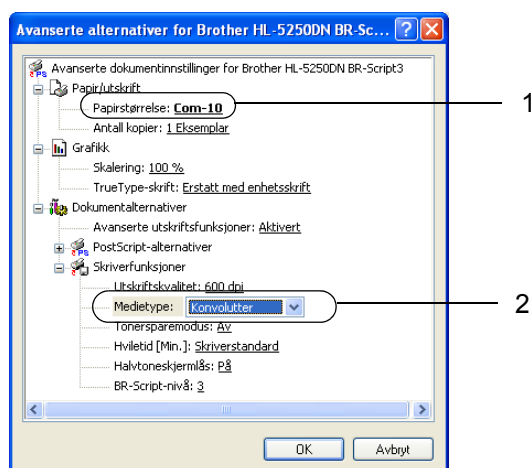 Avanserte alternativer for Brother HL-5250DN BR-Sc...
Avanserte dokumentinnstillinger for Brother HL-5250DN BR-Script3
Papir/utskrift
Papirstørrelse: Com-10
1
Antall kopier: 1 Eksemplar
Grafikk
Skalering: 100 %
TrueType-skrift: Erstatt med enhetsskrift
Dokumentalternativer
Avanserte utskriftsfunksjoner: Aktivert
PostScript-alternativer
Skriverfunksjoner
Utskriftskvalitet: 600 dpi
Medietype: Konvolutter
2
Tonersparemodus: Av
Hviletid [Min.]: Skriverstandard
Halvtoneskjermlås: På
BR-Script-nivå: 3
OK
Avbryt